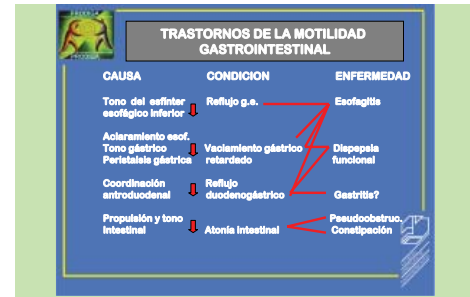 TRASTORNOS DE LA MOTILIDAD
GASTROINTESTINAL
CAUSA CONDICION ENFERMEDAD
Tono del esfínter Reflujo g.e. Esofagitis
esofágico inferior
Aclaramiento esof.
Tono gástrico Vaciamiento gástrico Dispepsia
Peristalsis gástrica retardado funcional
Coordinación Reflujo
antroduodenal duodenogástrico Gastritis?
Propulsión y tono Pseudoobstruc.
intestinal Atonía intestinal Constipación